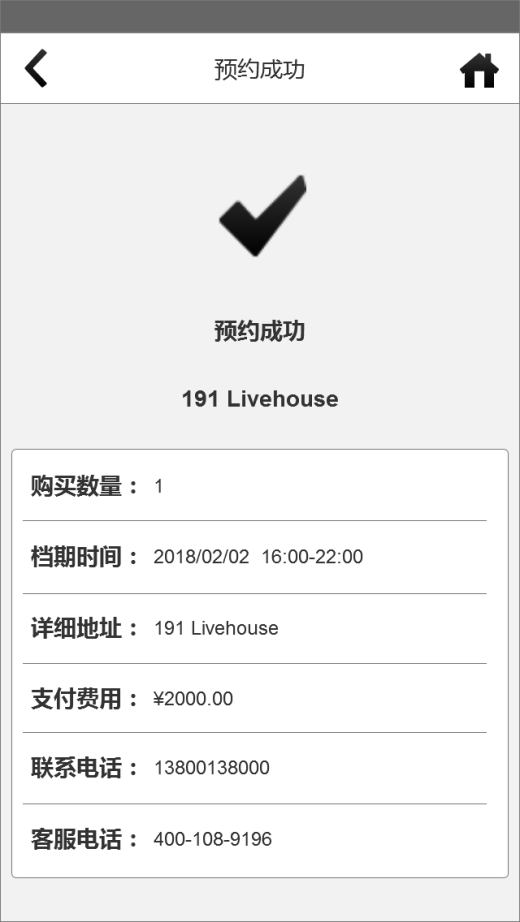 预约成功
预约成功
191 Livehouse
购买数量： 1
档期时间： 2018/02/02  16:00-22:00
详细地址： 191 Livehouse
支付费用： ¥2000.00
联系电话： 13800138000
客服电话： 400-108-9196